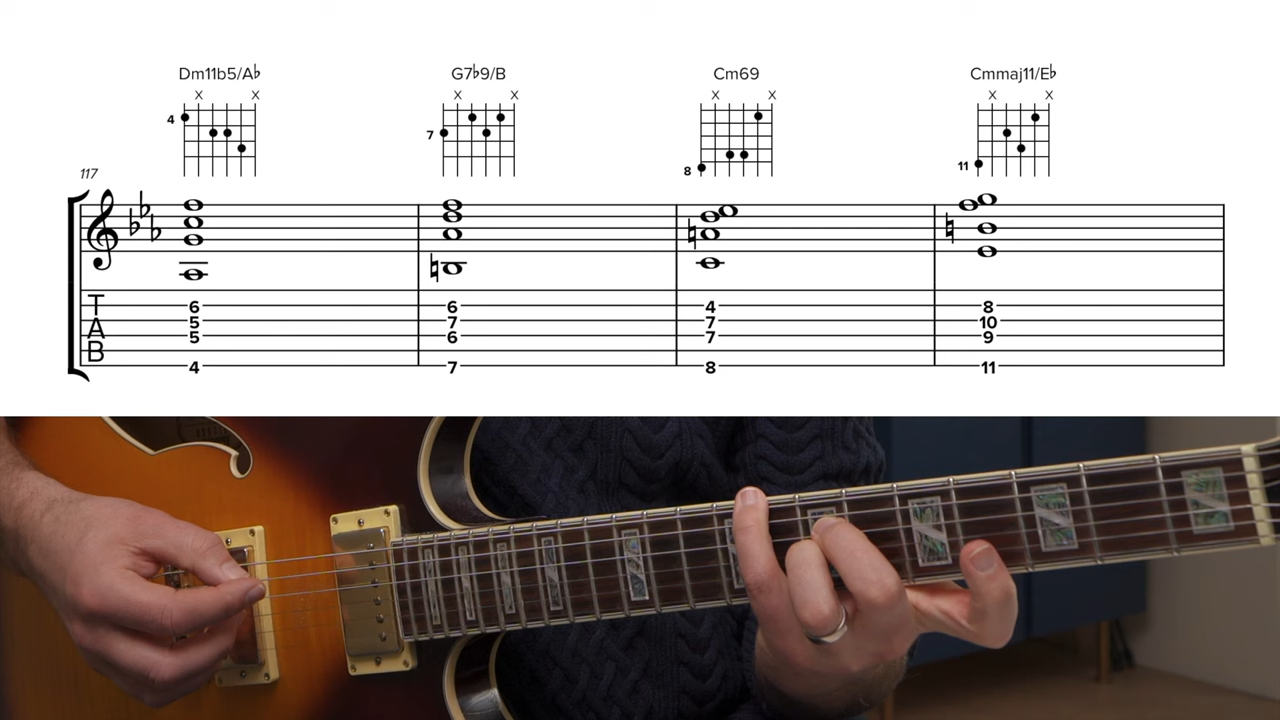 Dm11b5/A♭ G7♭9/B Cm69 Cmmaj11/E♭
x x x x x x x x
4 7 8 11
117
T 6 6 4 8
A 5 7 7 10
B 5 6 7 9
4 7 8 11